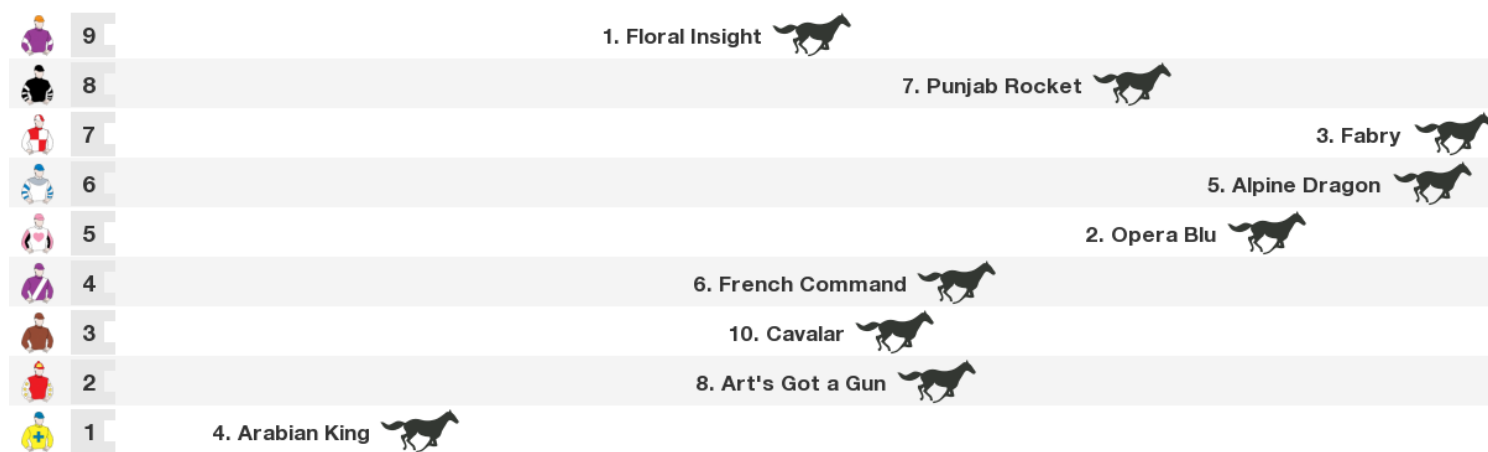 9 1. Floral Insight
8 7. Punjab Rocket
7 3. Fabry
6 5. Alpine Dragon
5 2. Opera Blu
4 6. French Command
3 10. Cavalar
2 8. Art's Got a Gun
1 4. Arabian King